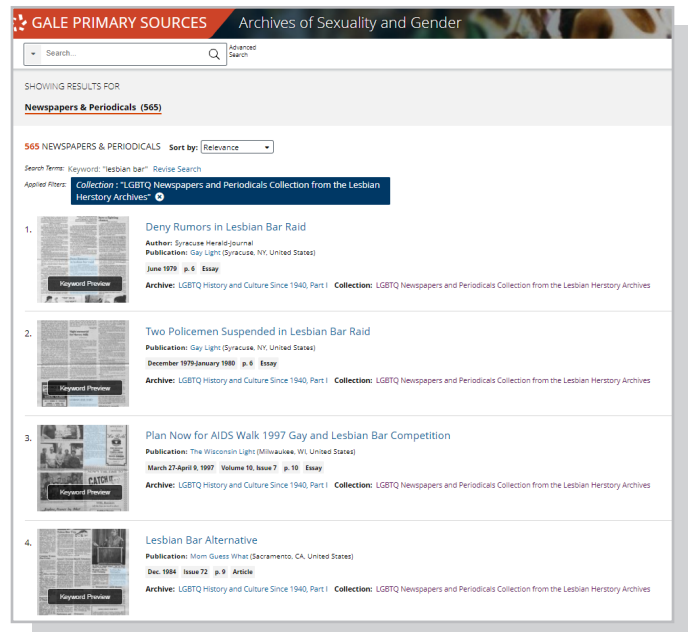 GALE PRIMARY SOURCES Archives of Sexuality and Gender
Search...
Advanced
Search
SHOWING RESULTS FOR
Newspapers & Periodicals (565)
565 NEWSPAPERS & PERIODICALS Sort by: Relevance
Search Terms: Keyword: "lesbian bar" Revise Search
Applied Filters: Collection : "LGBTQ Newspapers and Periodicals Collection from the Lesbian
Herstory Archives"
1. Deny Rumors in Lesbian Bar Raid
Author: Syracuse Herald-Journal
Publication: Gay Light (Syracuse, NY, United States)
June 1979 p. 6 Essay
Keyword Preview
Archive: LGBTQ History and Culture Since 1940, Part I Collection: LGBTQ Newspapers and Periodicals Collection from the Lesbian Herstory Archives
2. Two Policemen Suspended in Lesbian Bar Raid
Publication: Gay Light (Syracuse, NY, United States)
December 1979-January 1980 p. 6 Essay
Archive: LGBTQ History and Culture Since 1940, Part I Collection: LGBTQ Newspapers and Periodicals Collection from the Lesbian Herstory Archives
Keyword Preview
3. Plan Now for AIDS Walk 1997 Gay and Lesbian Bar Competition
Publication: The Wisconsin Light (Milwaukee, WI, United States)
March 27-April 9, 1997 Volume 10, Issue 7 p. 10 Essay
CATCH
Archive: LGBTQ History and Culture Since 1940, Part I Collection: LGBTQ Newspapers and Periodicals Collection from the Lesbian Herstory Archives
Keyword Preview
4. Lesbian Bar Alternative
Publication: Mom Guess What (Sacramento, CA, United States)
Dec. 1984 Issue 72 p. 9 Article
Archive: LGBTQ History and Culture Since 1940, Part I Collection: LGBTQ Newspapers and Periodicals Collection from the Lesbian Herstory Archives
Keyword Preview